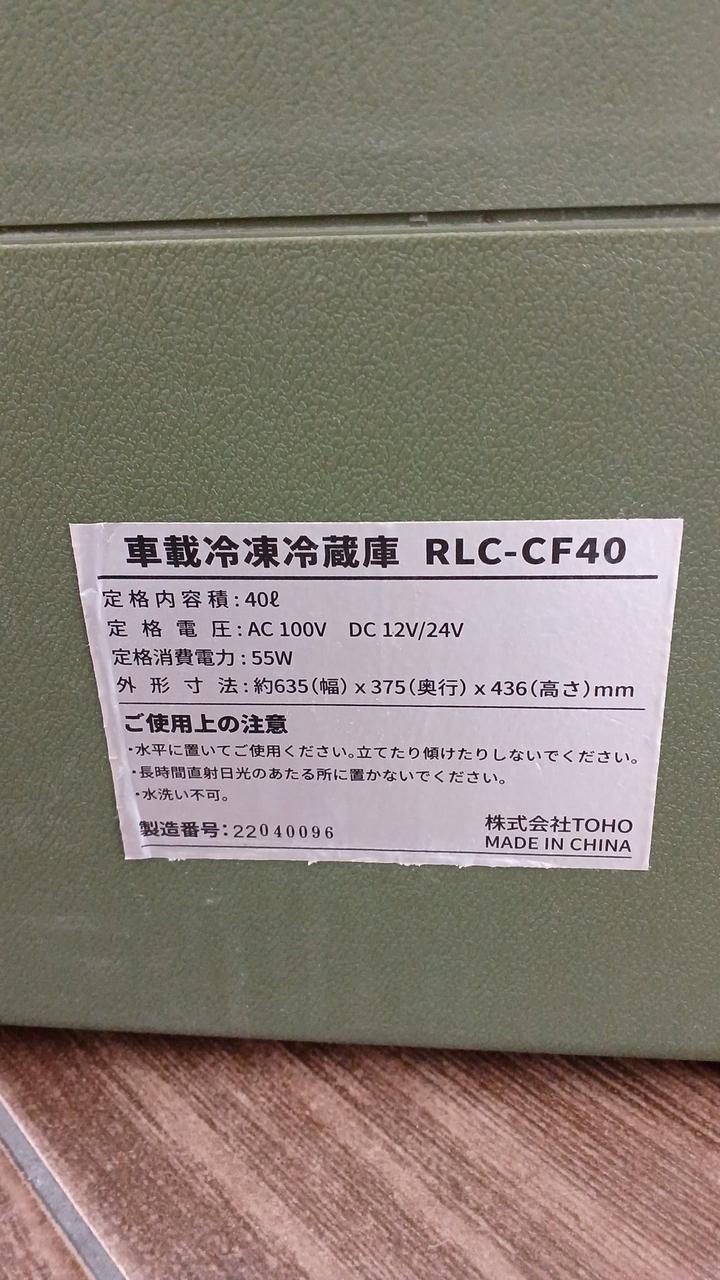 車載冷凍冷蔵庫 RLC-CF40
定格内容積:40ℓ
定格電圧:AC 100V DC 12V/24V
定格消費電力:55W
外形寸法:約635(幅)x375(奥行)x436(高さ)mm
ご使用上の注意
・水平に置いてご使用ください。立てたり傾けたりしないでください。
・長時間直射日光のあたる所に置かないでください。
・水洗い不可。
製造番号:22040096
株式会社TOHO
MADE IN CHINA